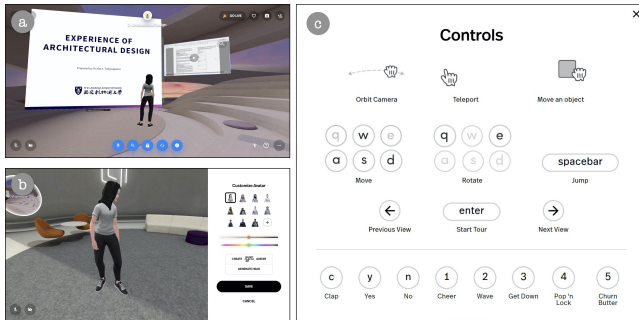 a
GO LIVE
EXPERIENCE OF
ARCHITECTURAL DESIGN
b
Customize Avatar
SAVE
CANCEL
c
Controls
Orbit Camera
Teleport
Move an object
q w e
a s d
Move
q w e
a s d
Rotate
spacebar
Jump
Previous View
enter
Start Tour
Next View
c
Clap
y
Yes
n
No
1
Cheer
2
Wave
3
Get Down
4
Pop 'n
Lock
5
Churn
Butter